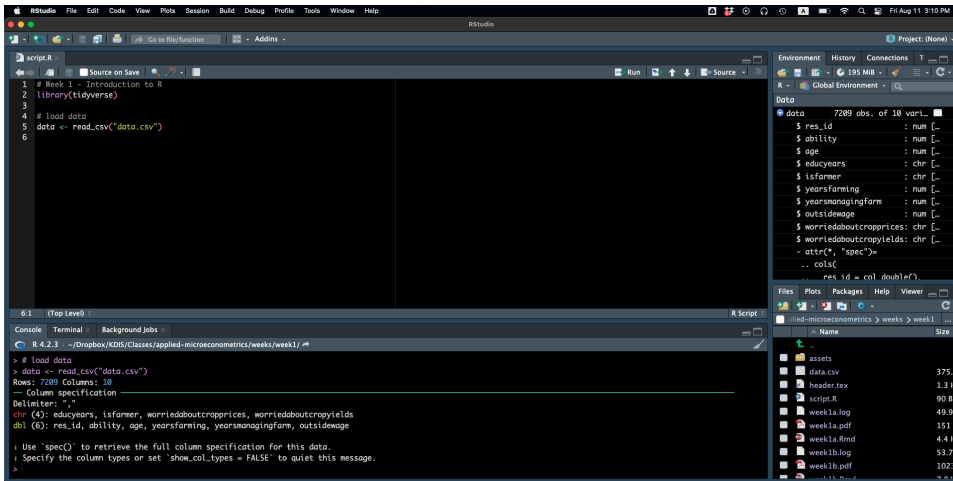 RStudio File Edit Code View Plots Session Build Debug Profile Tools Window Help
Fri Aug 11 3:10 PM
RStudio
Go to file/function
Addins
Project: (None)
script.R
Source on Save
Run
Source
1 # Week 1 - Introduction to R
2 library(tidyverse)
3
4 # load data
5 data <- read_csv("data.csv")
6
6:1 (Top Level)
R Script
Console Terminal Background Jobs
R 4.2.3 · ~/Dropbox/KDIS/Classes/applied-microeconometrics/weeks/week1/
> # load data
> data <- read_csv("data.csv")
Rows: 7209 Columns: 10
── Column specification ──
Delimiter: ","
chr (4): educyears, isfarmer, worriedaboutcropprices, worriedaboutcropyields
dbl (6): res_id, ability, age, yearsfarming, yearsmanagingfarm, outsidewage
ℹ Use `spec()` to retrieve the full column specification for this data.
ℹ Specify the column types or set `show_col_types = FALSE` to quiet this message.
>
Environment History Connections T
195 MiB
R Global Environment
Data
data 7209 obs. of 10 vari…
$ res_id : num [… 
$ ability : num [… 
$ age : num [… 
$ educyears : chr [… 
$ isfarmer : chr [… 
$ yearsfarming : num [… 
$ yearsmanagingfarm : num [… 
$ outsidewage : num [… 
$ worriedaboutcropprices: chr [… 
$ worriedaboutcropyields: chr [… 
- attr(*, "spec")=
.. cols(
.. res_id = col_double(),
Files Plots Packages Help Viewer
lied-microeconometrics > weeks > week1 ...
Name Size
..
assets
data.csv 375.
header.tex 1.3
script.R 90 B
week1a.log 49.9
week1a.pdf 151
week1a.Rmd 4.4
week1b.log 53.7
week1b.pdf 102